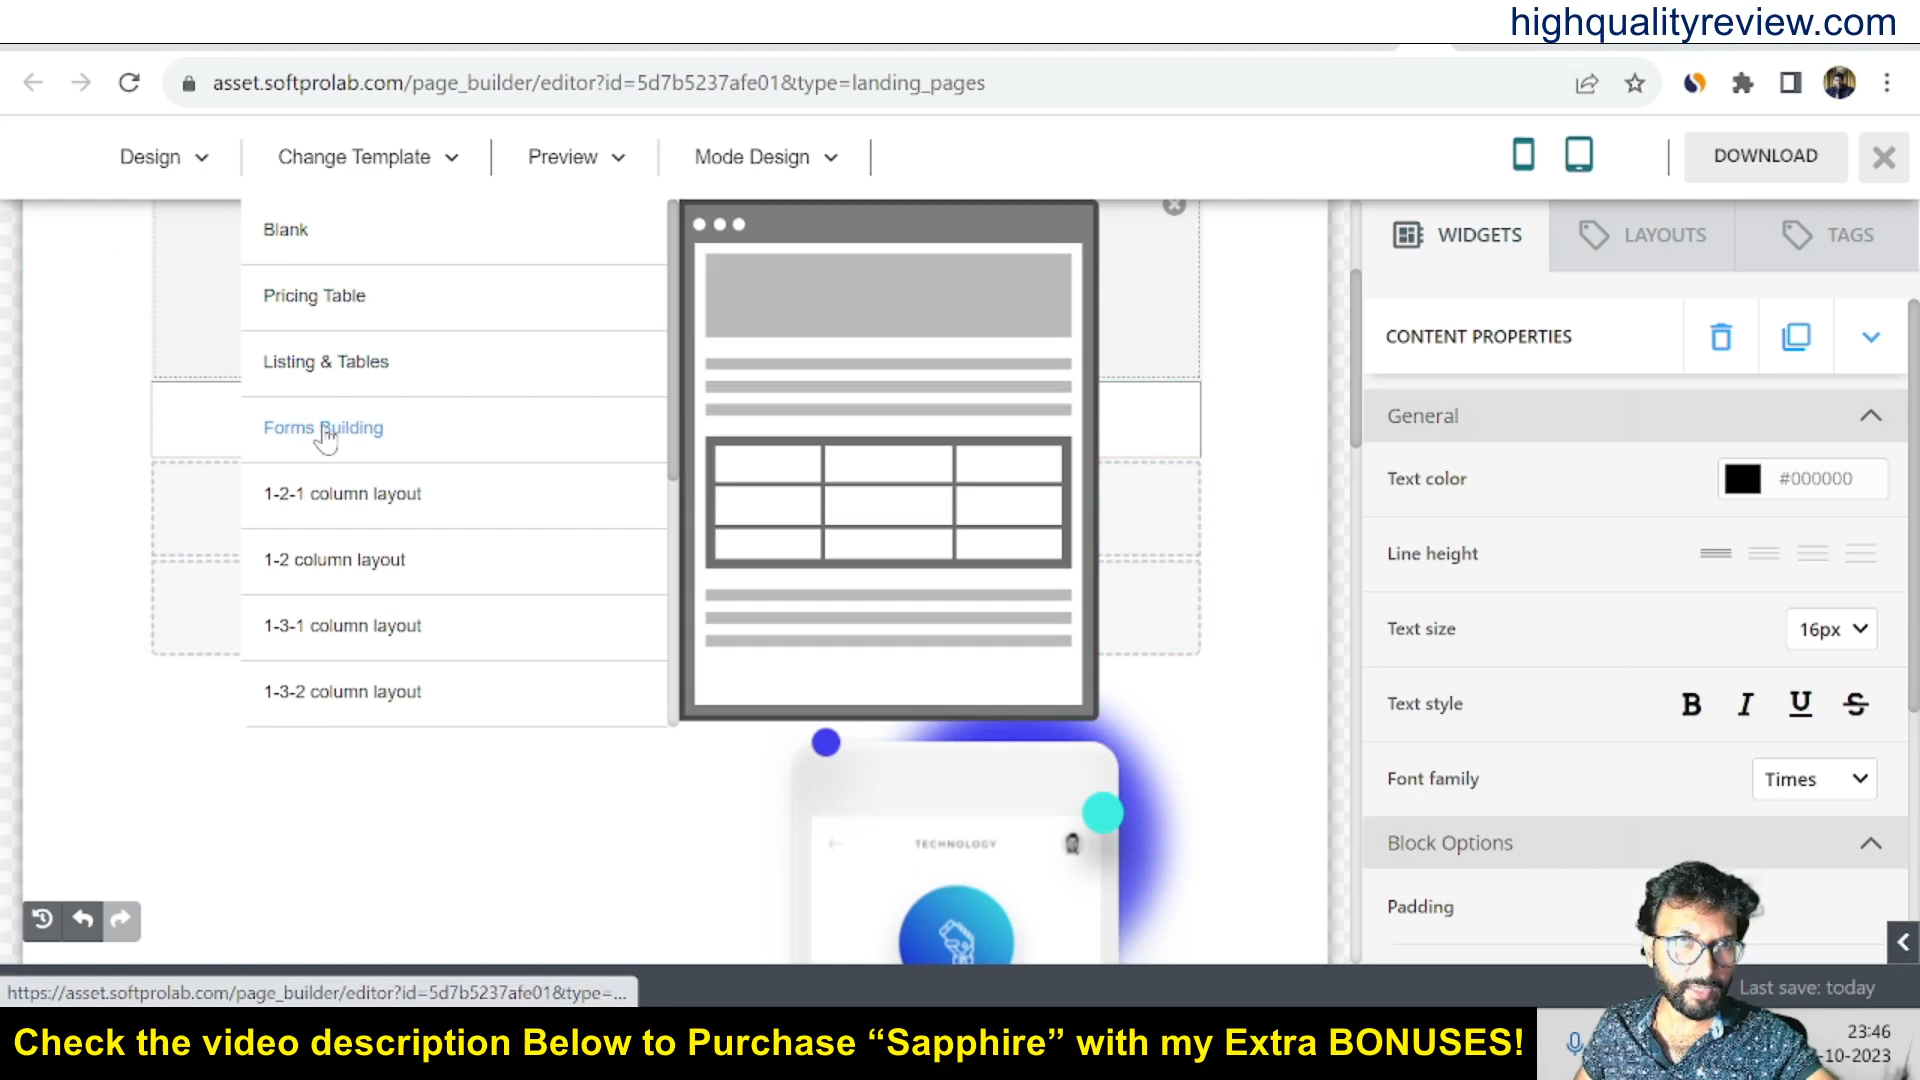 highqualityreview.com
asset.softprolab.com/page_builder/editor?id=5d7b5237afe01&type=landing_pages
Design Change Template Preview Mode Design DOWNLOAD
Blank
Pricing Table
Listing & Tables
Forms Building
1-2-1 column layout
1-2 column layout
1-3-1 column layout
1-3-2 column layout
TECHNOLOGY
WIDGETS LAYOUTS TAGS
CONTENT PROPERTIES
General
Text color #000000
Line height
Text size 16px
Text style B I U S
Font family Times
Block Options
Padding
Last save: today
https://asset.softprolab.com/page_builder/editor?id=5d7b5237afe01&type=...
Check the video description Below to Purchase “Sapphire” with my Extra BONUSES!
23:46
-10-2023